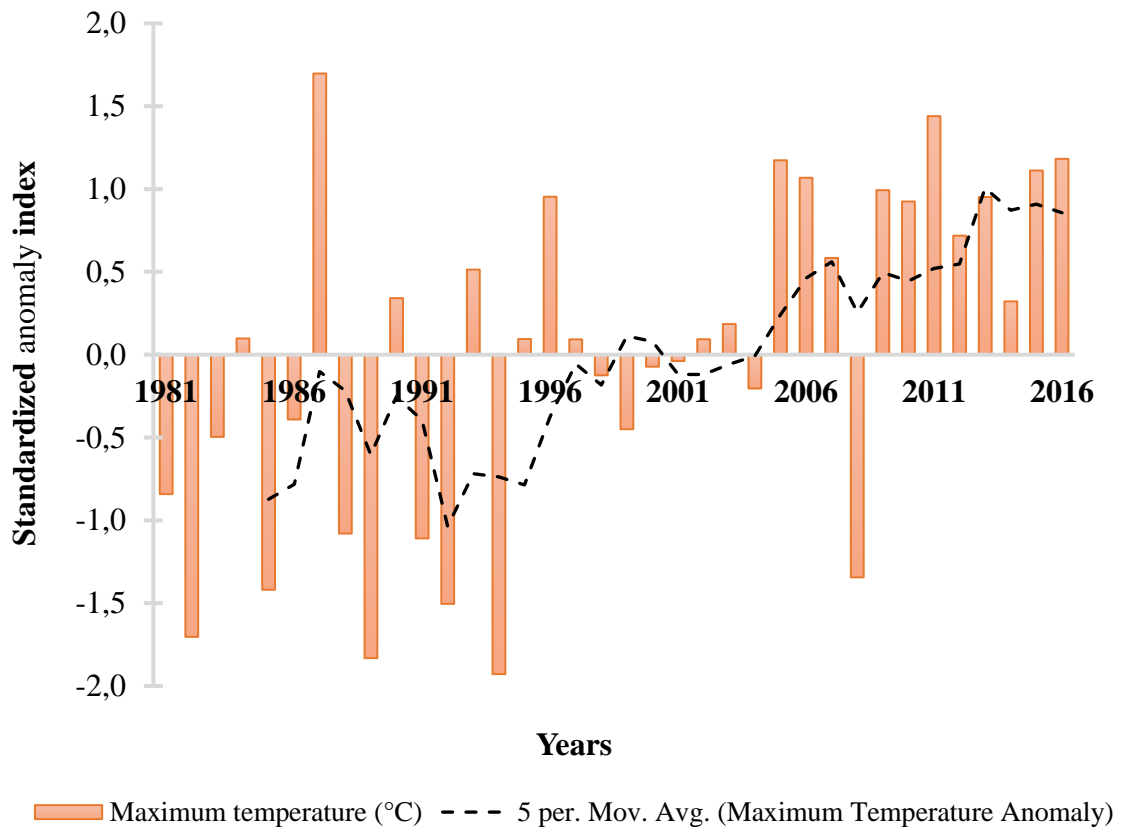 2,0
1,5
1,0
0,5
0,0
-0,5
-1,0
-1,5
-2,0
Standardized anomaly index
1981 1986 1991 1996 2001 2006 2011 2016
Years
Maximum temperature (°C) 5 per. Mov. Avg. (Maximum Temperature Anomaly)